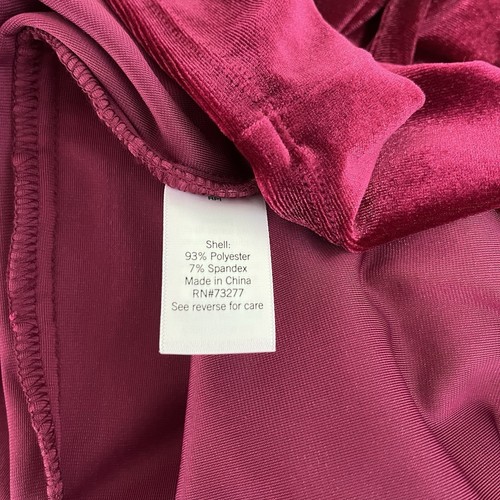 Shell:
93% Polyester
7% Spandex
Made in China
RN#73277
See reverse for care